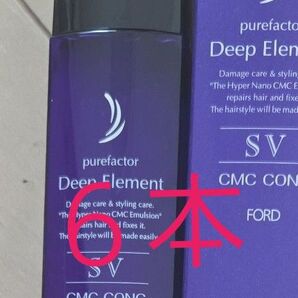 purefactor
Deep Element
Damage care & styling care.
"The Hyper Nano CMC Emulsion"
repairs hair and fixes it.
The hairstyle will be made easily.
SV
CMC CONC
purefactor
Deep Elem
Damage care & styling
"The Hyper Nano CMC Em
repairs hair and fixe
The hairstyle will be made
SV
CMC CONC
FORD
6本